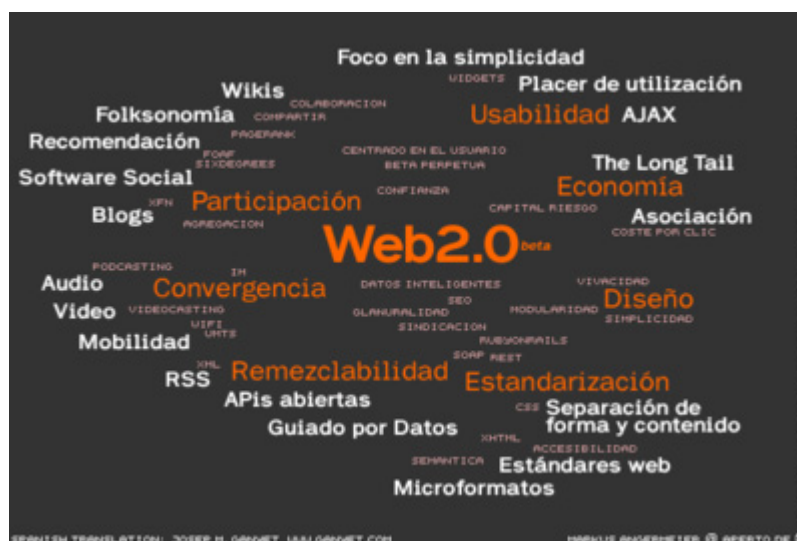 Foco en la simplicidad
WIDGETS
Placer de utilización
Wikis
COLABORACION
Usabilidad
AJAX
Folksonomía
COMPARTIR
Recomendación
PAGERANK
CENTRADO EN EL USUARIO
FOAF
SIXDEGREES
BETA PERPETUA
The Long Tail
Software Social
CONFIANZA
Economía
XFN
Participación
CAPITAL RIESGO
Blogs
AGREGACION
Asociación
COSTE POR CLIC
Web2.0 beta
PODCASTING
IM
Audio
Convergencia
DATOS INTELIGENTES
VIVACIDAD
Diseño
SEO
Video
VIDEOCASTING
GLANURALIDAD
MODULARIDAD
SIMPLICIDAD
WIFI
SINDICACION
UMTS
Mobilidad
RUBYONRAILS
SOAP
REST
XML
RSS
Remezclabilidad
Estandarización
APis abiertas
CSS
Separación de
forma y contenido
Guiado por Datos
XHTML
ACCESIBILIDAD
SEMANTICA
Estándares web
Microformatos